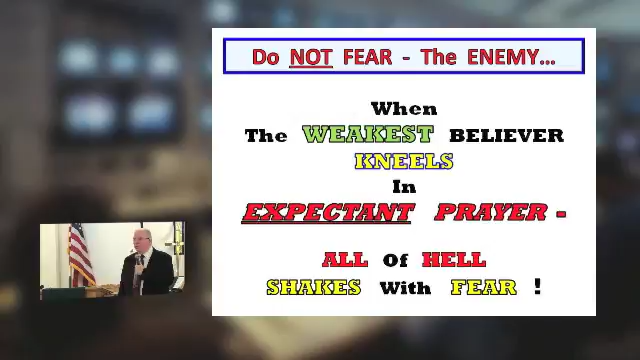 Do NOT FEAR - The ENEMY...
When
The WEAKEST BELIEVER
KNEELS
In
EXPECTANT PRAYER -
ALL Of HELL
SHAKES With FEAR !